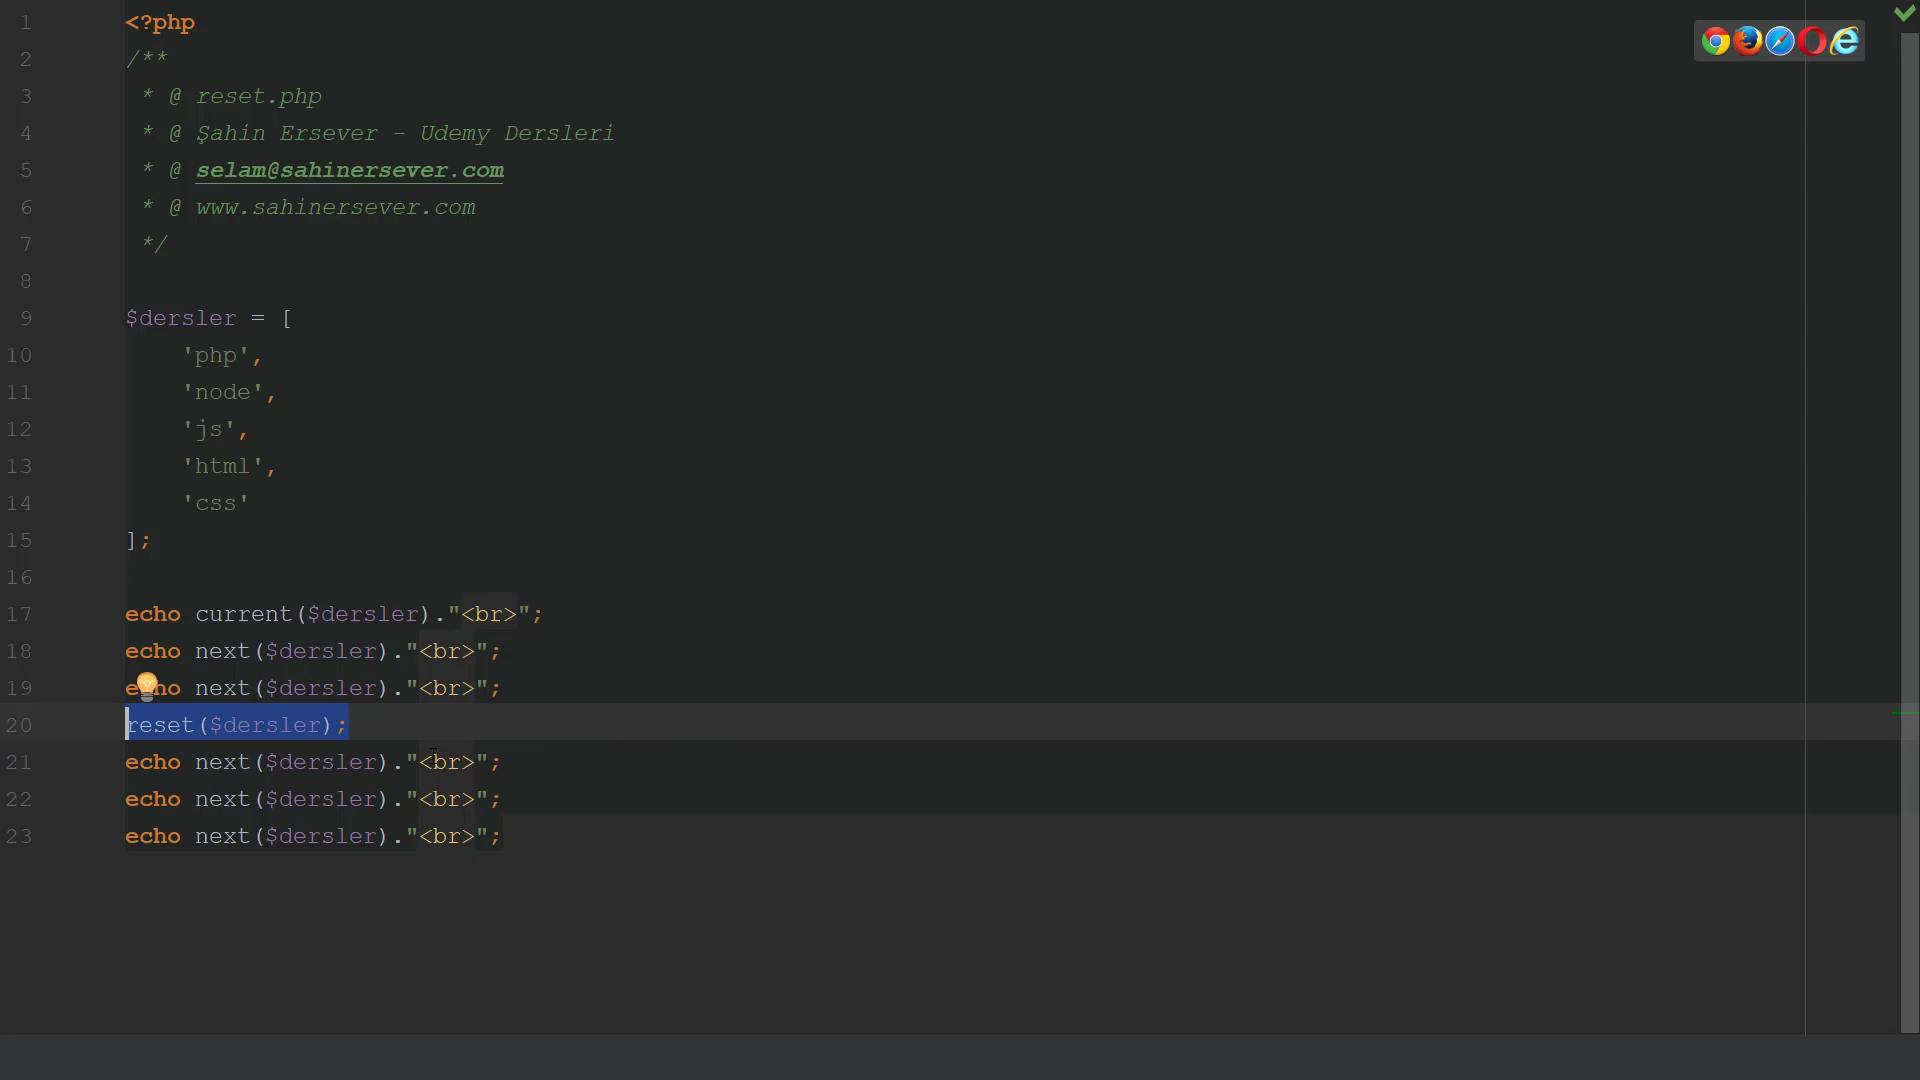 1 <?php
2 /**
3 * @ reset.php
4 * @ Şahin Ersever - Udemy Dersleri
5 * @ selam@sahinersever.com
6 * @ www.sahinersever.com
7 */
8
9 $dersler = [
10 'php',
11 'node',
12 'js',
13 'html',
14 'css'
15 ];
16
17 echo current($dersler)."<br>";
18 echo next($dersler)."<br>";
19 echo next($dersler)."<br>";
20 reset($dersler);
21 echo next($dersler)."<br>";
22 echo next($dersler)."<br>";
23 echo next($dersler)."<br>";